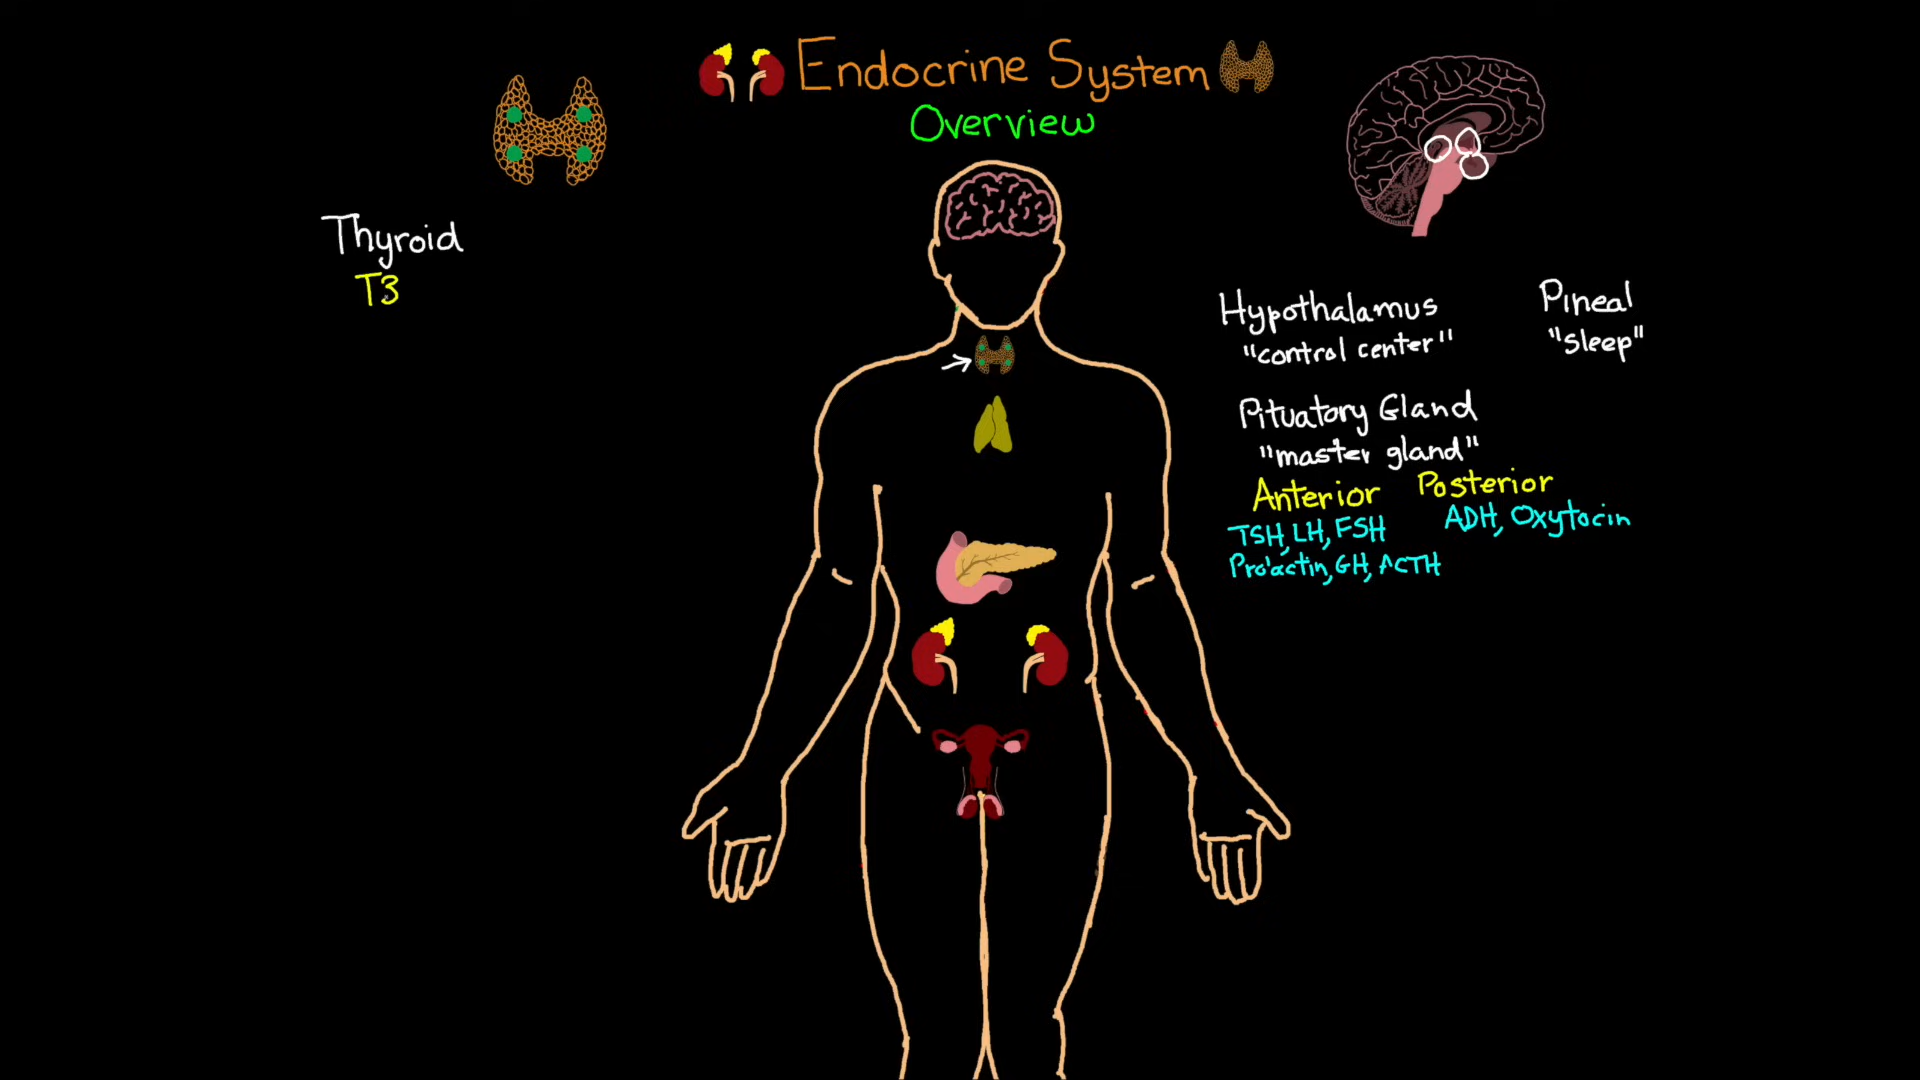 Endocrine System
Overview
Thyroid
T3
Hypothalamus
"control center"
Pineal
"sleep"
Pituatory Gland
"master gland"
Anterior
TSH, LH, FSH
Prolactin, GH, ACTH
Posterior
ADH, Oxytocin